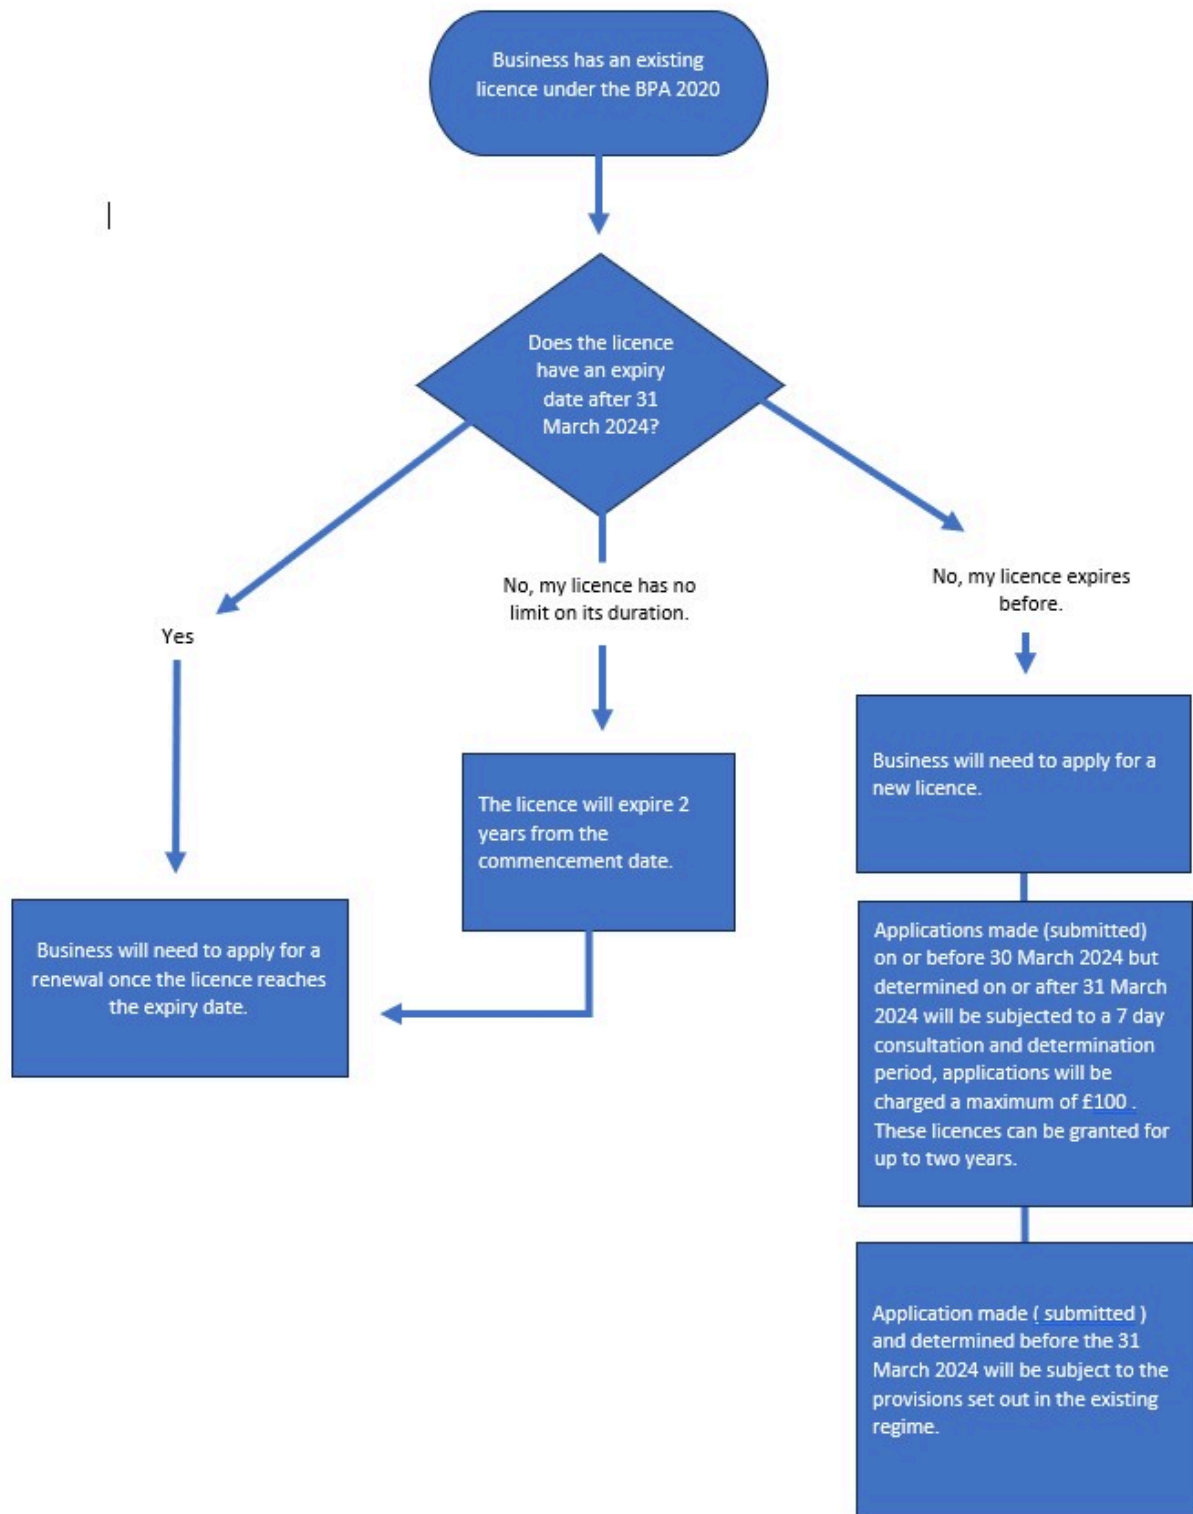 Business has an existing
licence under the BPA 2020
Does the licence
have an expiry
date after 31
March 2024?
Yes
No, my licence has no
limit on its duration.
No, my licence expires
before.
Business will need to apply for a
renewal once the licence reaches
the expiry date.
The licence will expire 2
years from the
commencement date.
Business will need to apply for a
new licence.
Applications made (submitted)
on or before 30 March 2024 but
determined on or after 31 March
2024 will be subjected to a 7 day
consultation and determination
period, applications will be
charged a maximum of £100 .
These licences can be granted for
up to two years.
Application made ( submitted )
and determined before the 31
March 2024 will be subject to the
provisions set out in the existing
regime.